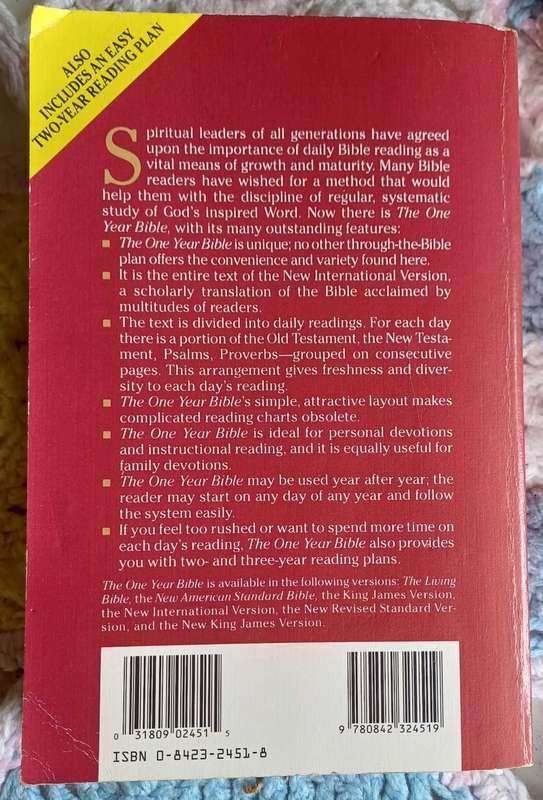 ALSO
INCLUDES AN EASY
TWO-YEAR READING PLAN
Spiritual leaders of all generations have agreed
upon the importance of daily Bible reading as a
vital means of growth and maturity. Many Bible
readers have wished for a method that would
help them with the discipline of regular, systematic
study of God's inspired Word. Now there is The One
Year Bible, with its many outstanding features:
■ The One Year Bible is unique; no other through-the-Bible
plan offers the convenience and variety found here.
■ It is the entire text of the New International Version,
a scholarly translation of the Bible acclaimed by
multitudes of readers.
■ The text is divided into daily readings. For each day
there is a portion of the Old Testament, the New Testa-
ment, Psalms, Proverbs—grouped on consecutive
pages. This arrangement gives freshness and diver-
sity to each day's reading.
■ The One Year Bible's simple, attractive layout makes
complicated reading charts obsolete.
■ The One Year Bible is ideal for personal devotions
and instructional reading, and it is equally useful for
family devotions.
■ The One Year Bible may be used year after year; the
reader may start on any day of any year and follow
the system easily.
■ If you feel too rushed or want to spend more time on
each day's reading, The One Year Bible also provides
you with two- and three-year reading plans.
The One Year Bible is available in the following versions: The Living
Bible, the New American Standard Bible, the King James Version,
the New International Version, the New Revised Standard Ver-
sion, and the New King James Version.
0 31809 02451 5
9 780842 324519
ISBN 0-8423-2451-8